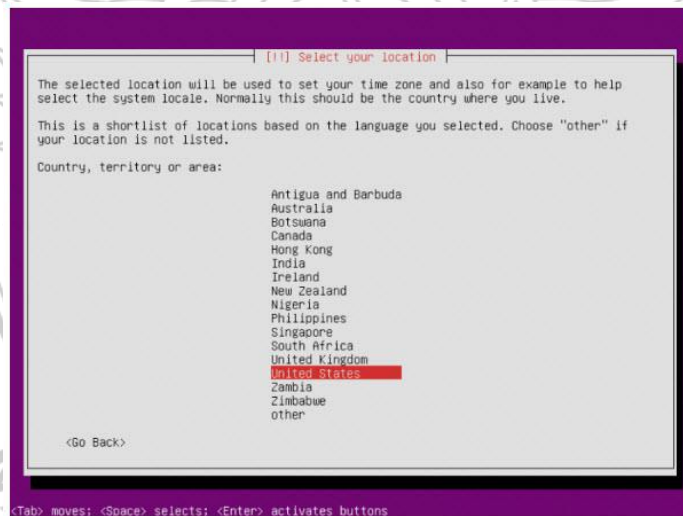 [!!] Select your location
The selected location will be used to set your time zone and also for example to help
select the system locale. Normally this should be the country where you live.
This is a shortlist of locations based on the language you selected. Choose "other" if
your location is not listed.
Country, territory or area:
Antigua and Barbuda
Australia
Botswana
Canada
Hong Kong
India
Ireland
New Zealand
Nigeria
Philippines
Singapore
South Africa
United Kingdom
United States
Zambia
Zimbabwe
other
<Go Back>
<Tab> moves; <Space> selects; <Enter> activates buttons